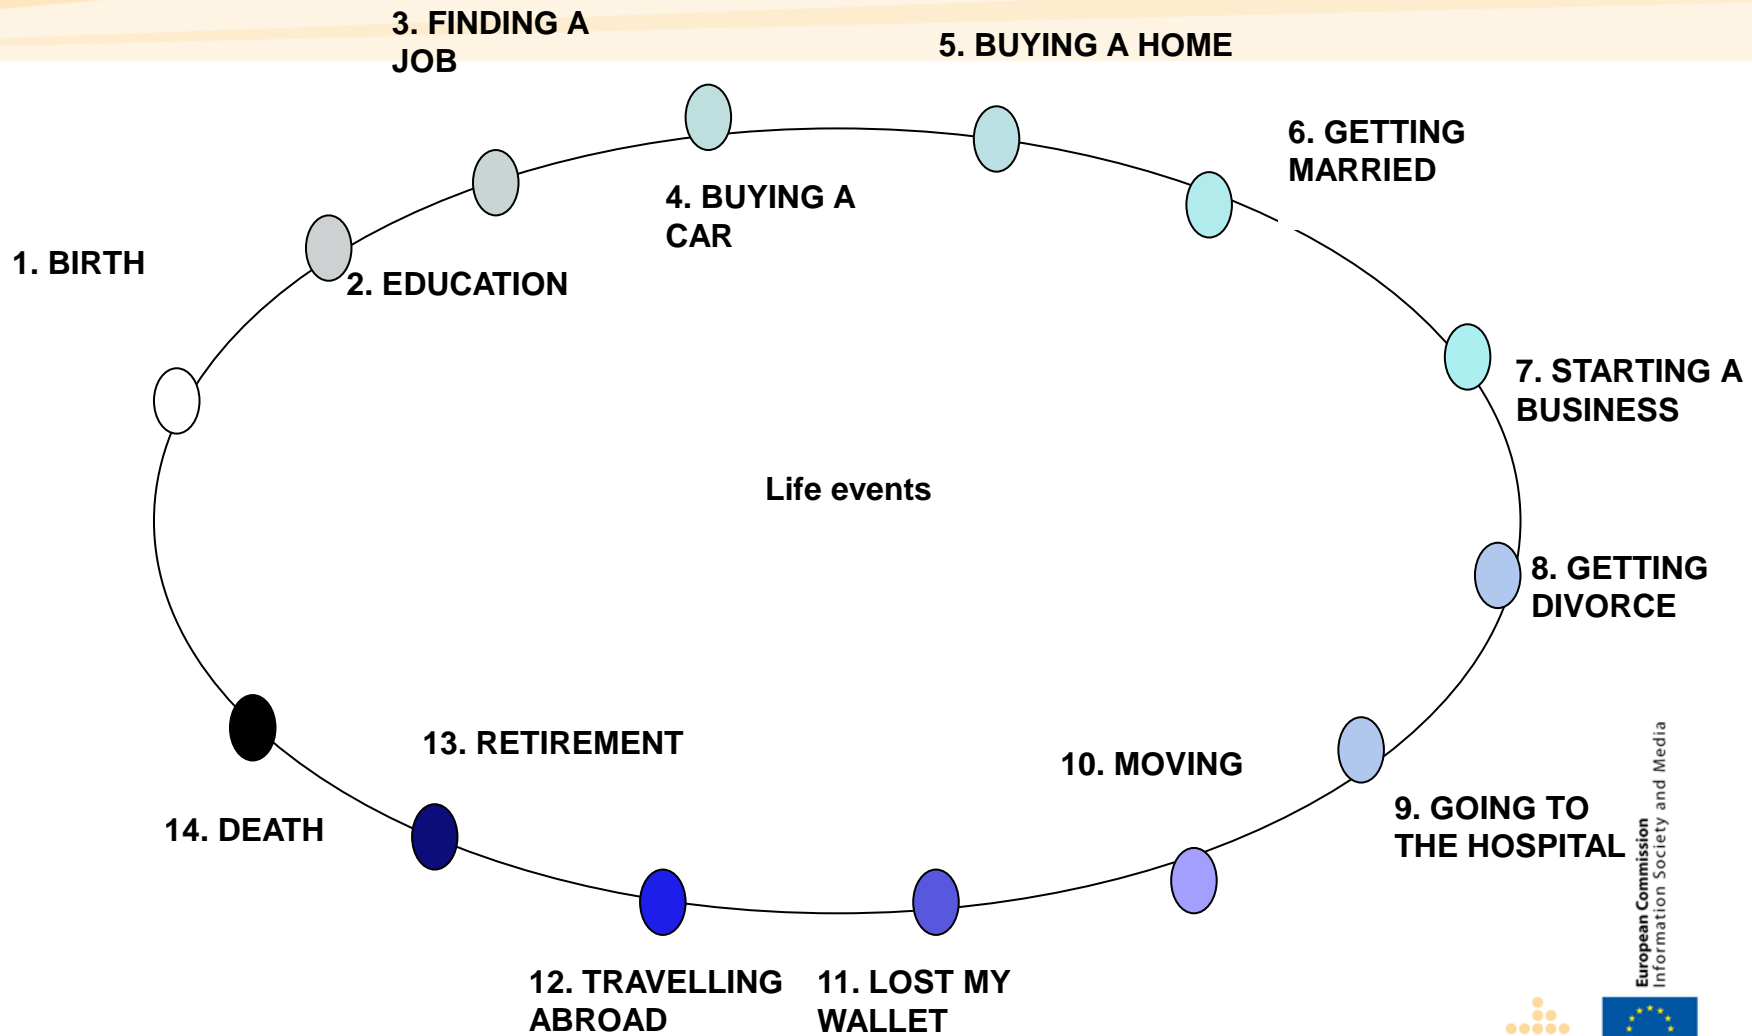 3. FINDING A
JOB
5. BUYING A HOME
6. GETTING
MARRIED
4. BUYING A
CAR
1. BIRTH
2. EDUCATION
7. STARTING A
BUSINESS
Life events
8. GETTING
DIVORCE
13. RETIREMENT
10. MOVING
9. GOING TO
THE HOSPITAL
14. DEATH
12. TRAVELLING
ABROAD
11. LOST MY
WALLET
European Commission
Information Society and Media